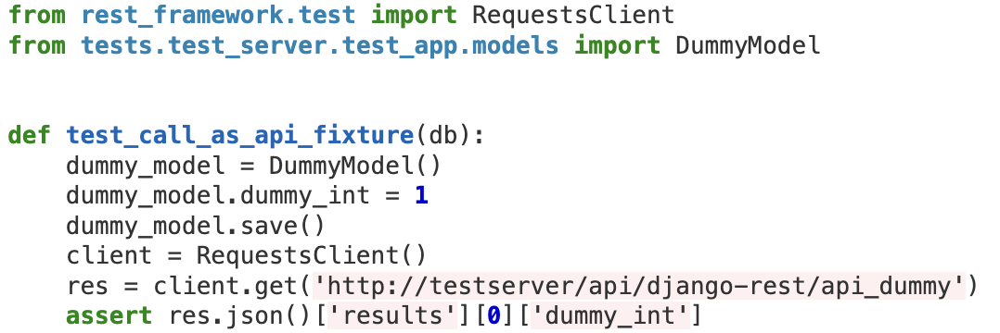 from rest_framework.test import RequestsClient
from tests.test_server.test_app.models import DummyModel
def test_call_as_api_fixture(db):
    dummy_model = DummyModel()
    dummy_model.dummy_int = 1
    dummy_model.save()
    client = RequestsClient()
    res = client.get('http://testserver/api/django-rest/api_dummy')
    assert res.json()['results'][0]['dummy_int']